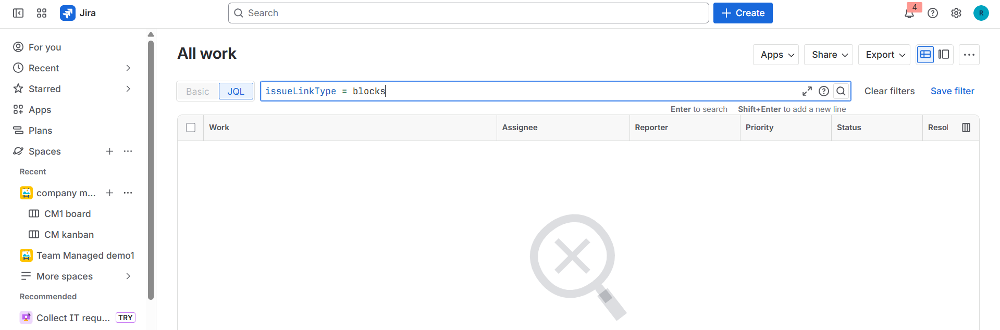 Jira
Search
Create
4
R
For you
Recent
Starred
Apps
Plans
Spaces
Recent
company m...
CM1 board
CM kanban
Team Managed demo1
More spaces
Recommended
Collect IT requ... TRY
All work
Apps
Share
Export
Basic
JQL
issueLinkType = blocks
Clear filters
Save filter
Enter to search Shift+Enter to add a new line
Work Assignee Reporter Priority Status Resol